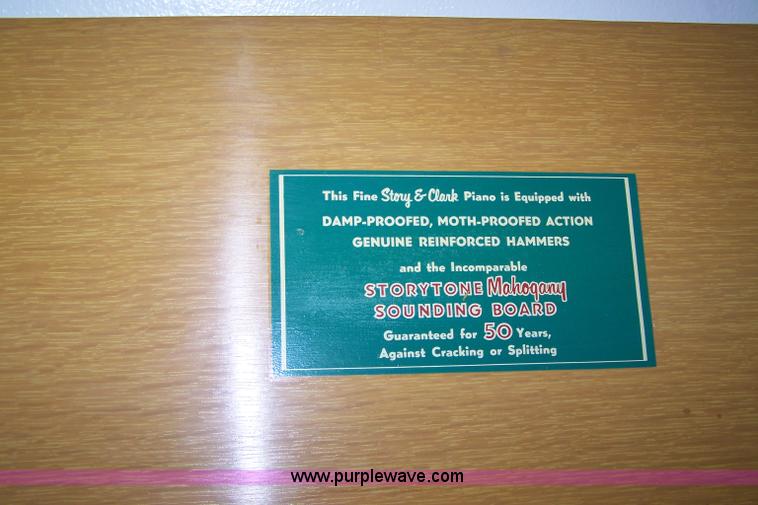 This Fine Story & Clark Piano is Equipped with
DAMP-PROOFED, MOTH-PROOFED ACTION
GENUINE REINFORCED HAMMERS
and the Incomparable
STORYTONE Mahogany
SOUNDING BOARD
Guaranteed for 50 Years,
Against Cracking or Splitting
www.purplewave.com